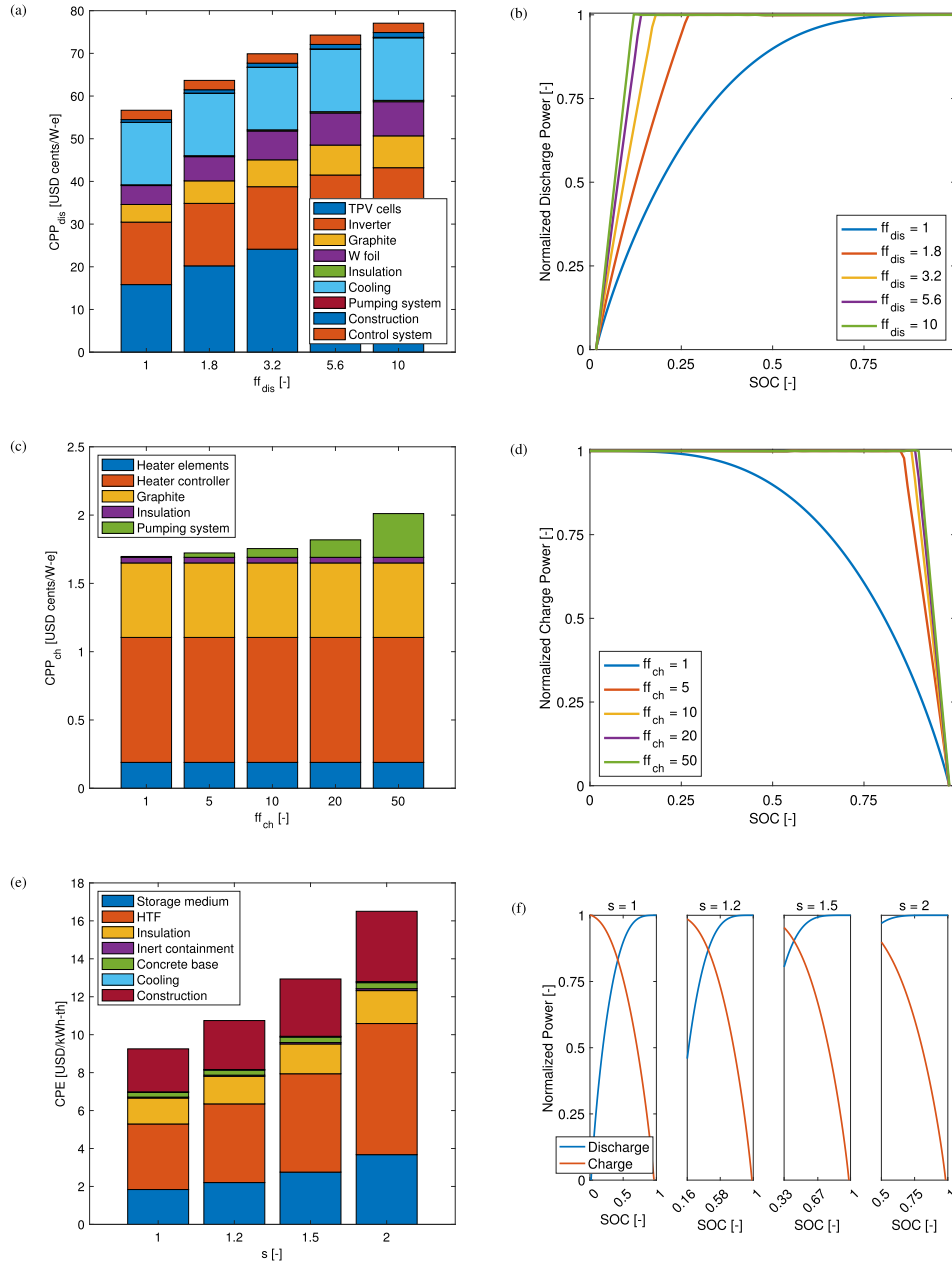 (a)
80
70
60
50
40
30
20
10
0
CPP_dis [USD cents/W-e]
TPV cells
Inverter
Graphite
W foil
Insulation
Cooling
Pumping system
Construction
Control system
1 1.8 3.2 5.6 10
ff_dis [-]
(b)
1
0.75
0.5
0.25
0
Normalized Discharge Power [-]
ff_dis = 1
ff_dis = 1.8
ff_dis = 3.2
ff_dis = 5.6
ff_dis = 10
0 0.25 0.5 0.75
SOC [-]
(c)
2.5
2
1.5
1
0.5
0
CPP_ch [USD cents/W-e]
Heater elements
Heater controller
Graphite
Insulation
Pumping system
1 5 10 20 50
ff_ch [-]
(d)
1
0.75
0.5
0.25
0
Normalized Charge Power [-]
ff_ch = 1
ff_ch = 5
ff_ch = 10
ff_ch = 20
ff_ch = 50
0 0.25 0.5 0.75
SOC [-]
(e)
18
16
14
12
10
8
6
4
2
0
CPE [USD/kWh-th]
Storage medium
HTF
Insulation
Inert containment
Concrete base
Cooling
Construction
1 1.2 1.5 2
s [-]
(f)
s = 1 s = 1.2 s = 1.5 s = 2
1
0.75
0.5
0.25
0
Normalized Power [-]
Discharge
Charge
0 0.5 1 0.16 0.58 1 0.33 0.67 1 0.5 0.75 1
SOC [-] SOC [-] SOC [-] SOC [-]